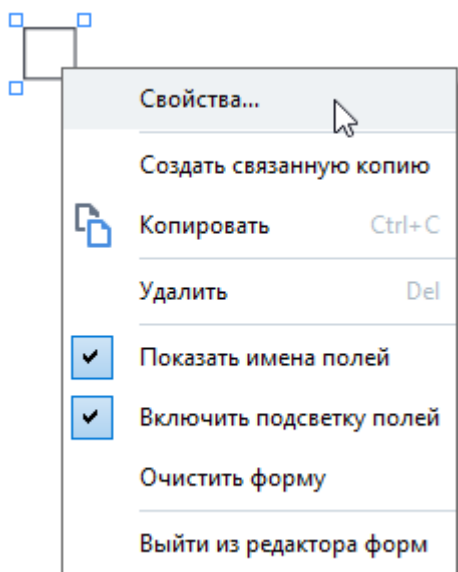 Свойства...
Создать связанную копию
Копировать Ctrl+C
Удалить Del
Показать имена полей
Включить подсветку полей
Очистить форму
Выйти из редактора форм